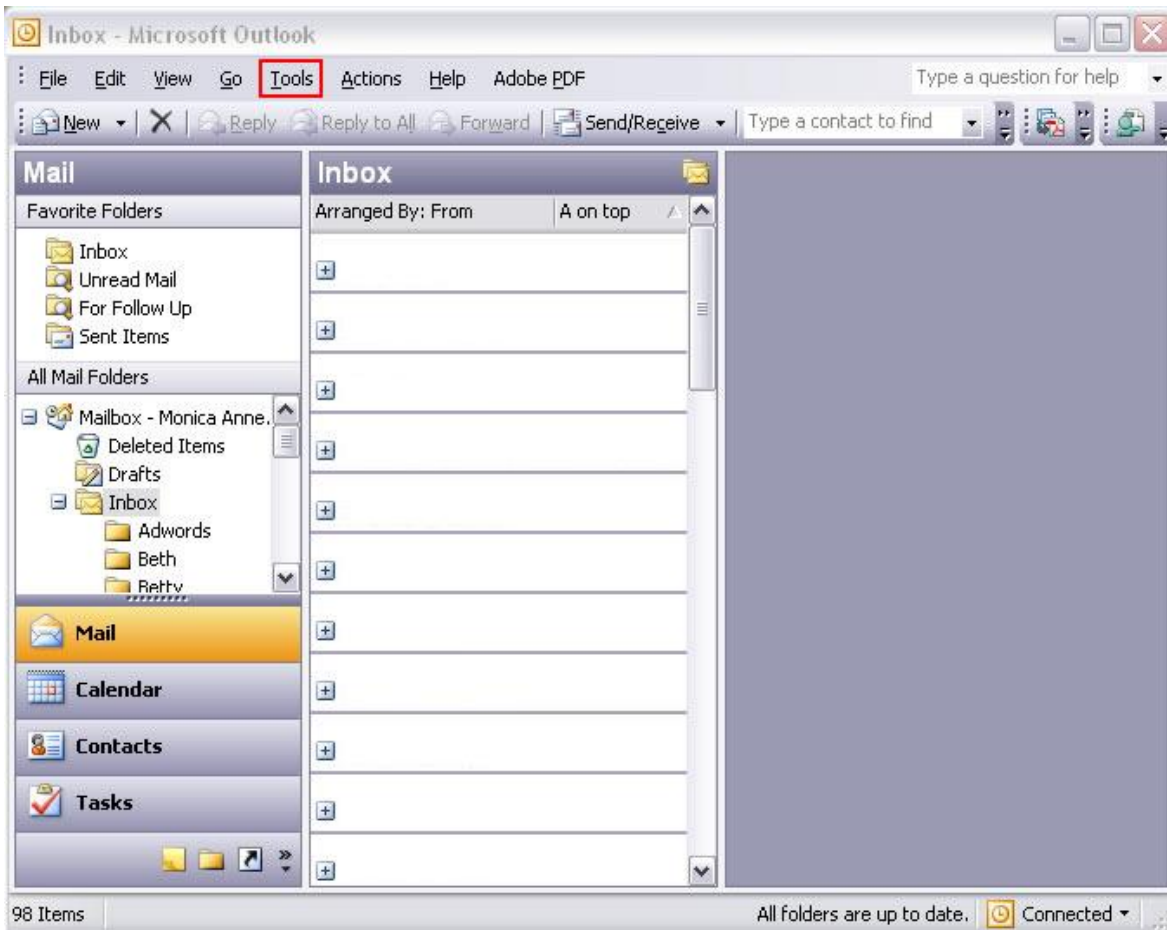 Inbox - Microsoft Outlook
File Edit View Go Tools Actions Help Adobe PDF Type a question for help
New Reply Reply to All Forward Send/Receive Type a contact to find
Mail
Favorite Folders
Inbox
Unread Mail
For Follow Up
Sent Items
All Mail Folders
Mailbox - Monica Anne.
Deleted Items
Drafts
Inbox
Adwords
Beth
Betty
Mail
Calendar
Contacts
Tasks
Inbox
Arranged By: From A on top
98 Items All folders are up to date. Connected